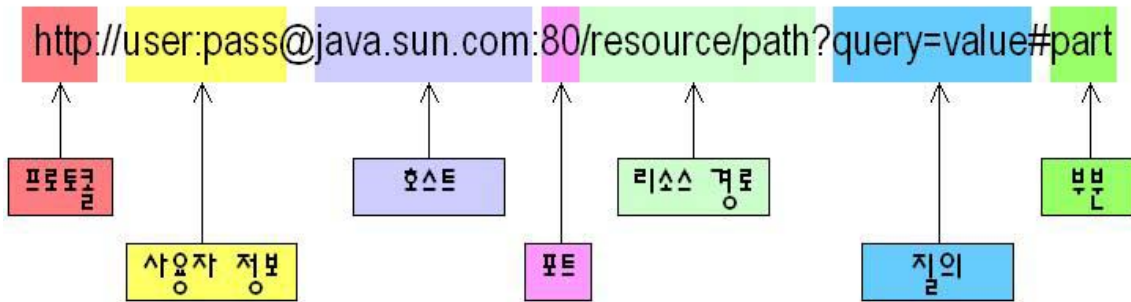 http://user:pass@java.sun.com:80/resource/path?query=value#part
프로토콜
호스트
리소스 경로
부분
사용자 정보
포트
질의